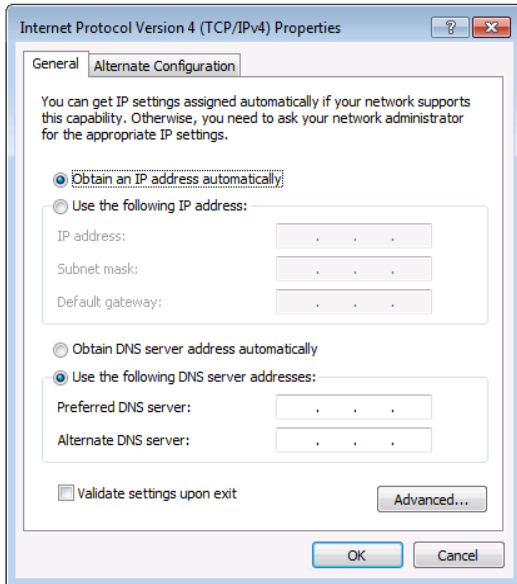 Internet Protocol Version 4 (TCP/IPv4) Properties
General
Alternate Configuration
You can get IP settings assigned automatically if your network supports
this capability. Otherwise, you need to ask your network administrator
for the appropriate IP settings.
Obtain an IP address automatically
Use the following IP address:
IP address:
Subnet mask:
Default gateway:
Obtain DNS server address automatically
Use the following DNS server addresses:
Preferred DNS server:
Alternate DNS server:
Validate settings upon exit
Advanced...
OK
Cancel